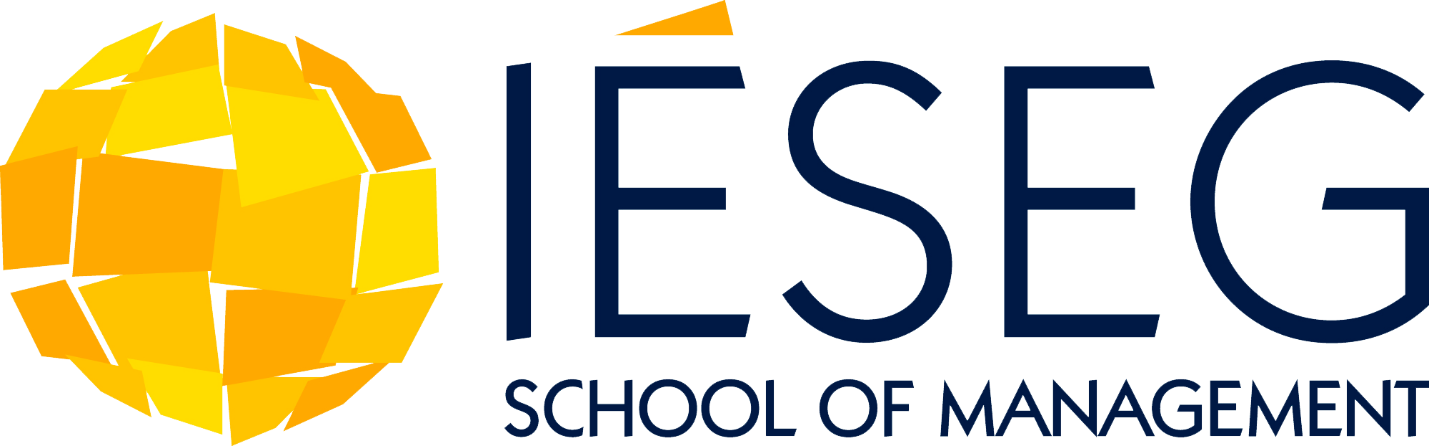 IÉSEG
SCHOOL OF MANAGEMENT